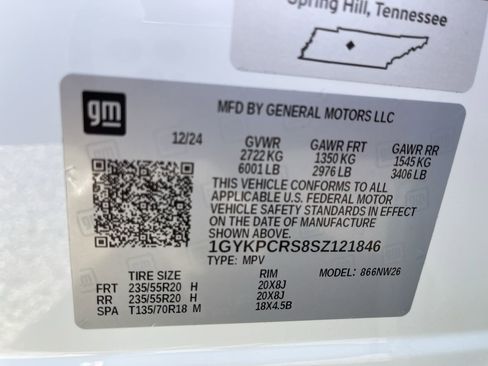 Spring Hill, Tennessee
gm
MFD BY GENERAL MOTORS LLC
12/24 GVWR GAWR FRT GAWR RR
2722 KG 1350 KG 1545 KG
6001 LB 2976 LB 3406 LB
THIS VEHICLE CONFORMS TO ALL
APPLICABLE U.S. FEDERAL MOTOR
VEHICLE SAFETY STANDARDS IN EFFECT
ON THE DATE OF MANUFACTURE
SHOWN ABOVE.
1GYKPCRS8SZ121846
TYPE: MPV MODEL: 866NW26
TIRE SIZE RIM
FRT 235/55R20 H 20X8J
RR 235/55R20 H 20X8J
SPA T135/70R18 M 18X4.5B